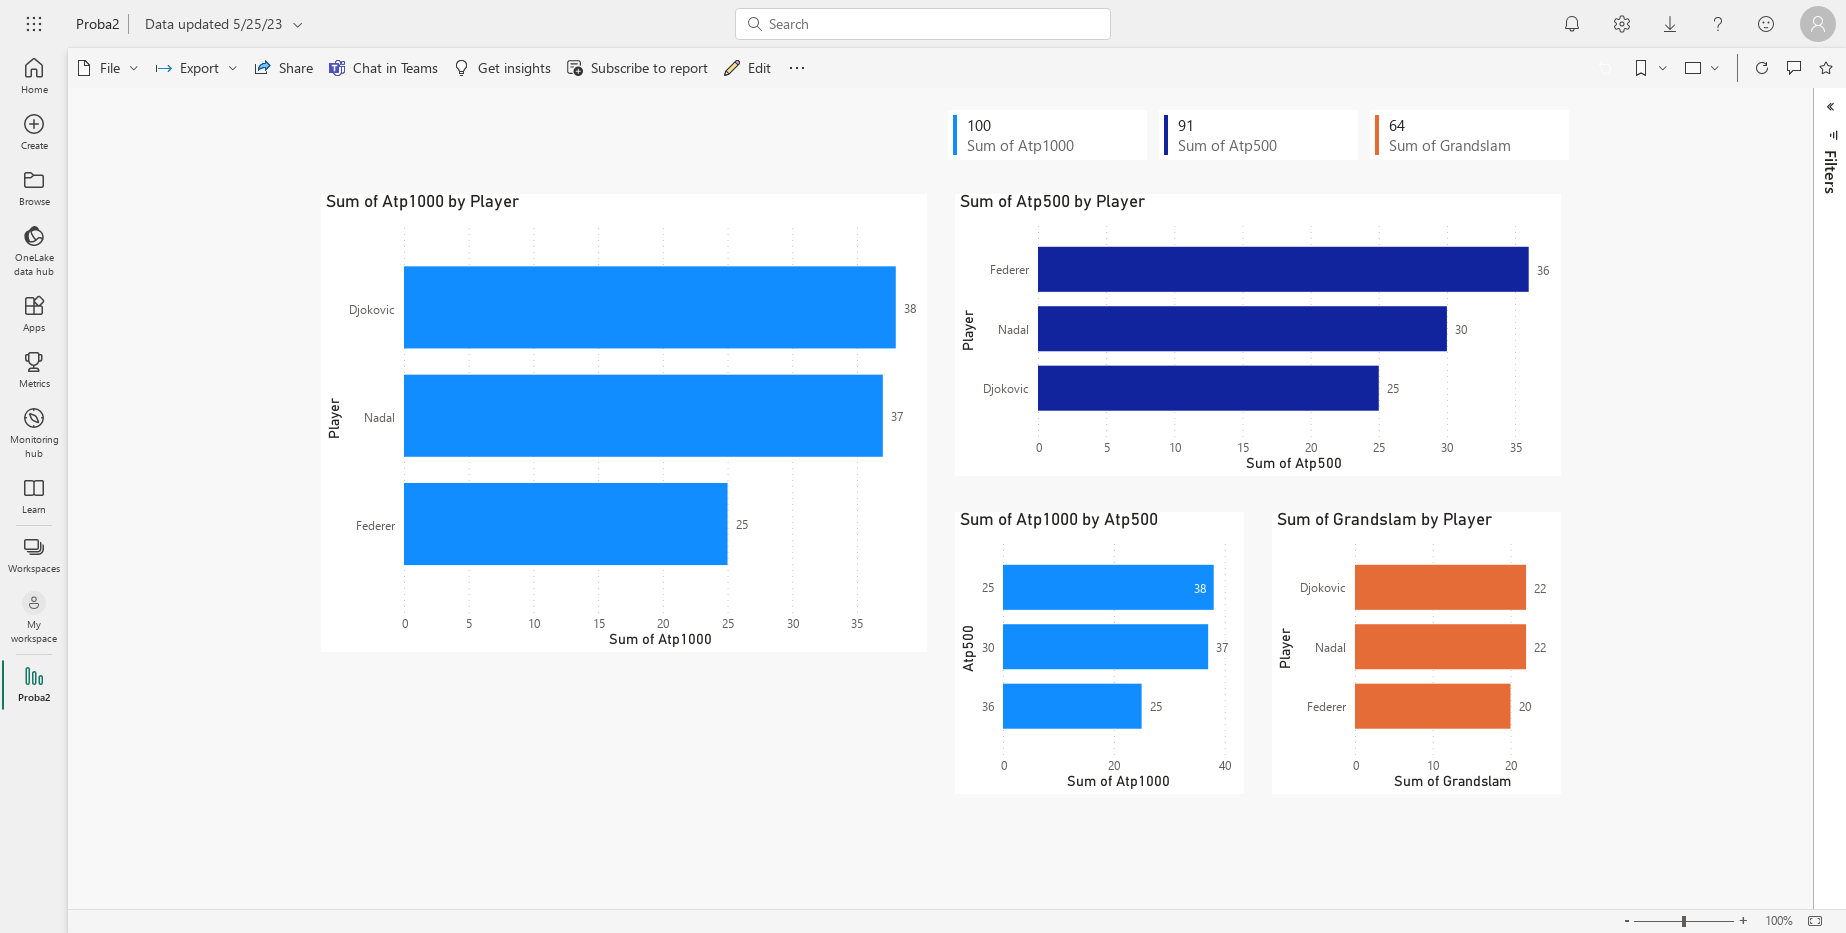 Proba2
Data updated 5/25/23
Search
File
Export
Share
Chat in Teams
Get insights
Subscribe to report
Edit
Home
Create
Browse
OneLake
data hub
Apps
Metrics
Monitoring
hub
Learn
Workspaces
My
workspace
Proba2
100
Sum of Atp1000
91
Sum of Atp500
64
Sum of Grandslam
Filters
Sum of Atp1000 by Player
Player
Djokovic
38
Nadal
37
Federer
25
0 5 10 15 20 25 30 35
Sum of Atp1000
Sum of Atp500 by Player
Player
Federer
36
Nadal
30
Djokovic
25
0 5 10 15 20 25 30 35
Sum of Atp500
Sum of Atp1000 by Atp500
Atp500
25
38
30
37
36
25
0 20 40
Sum of Atp1000
Sum of Grandslam by Player
Player
Djokovic
22
Nadal
22
Federer
20
0 10 20
Sum of Grandslam
- + 100%